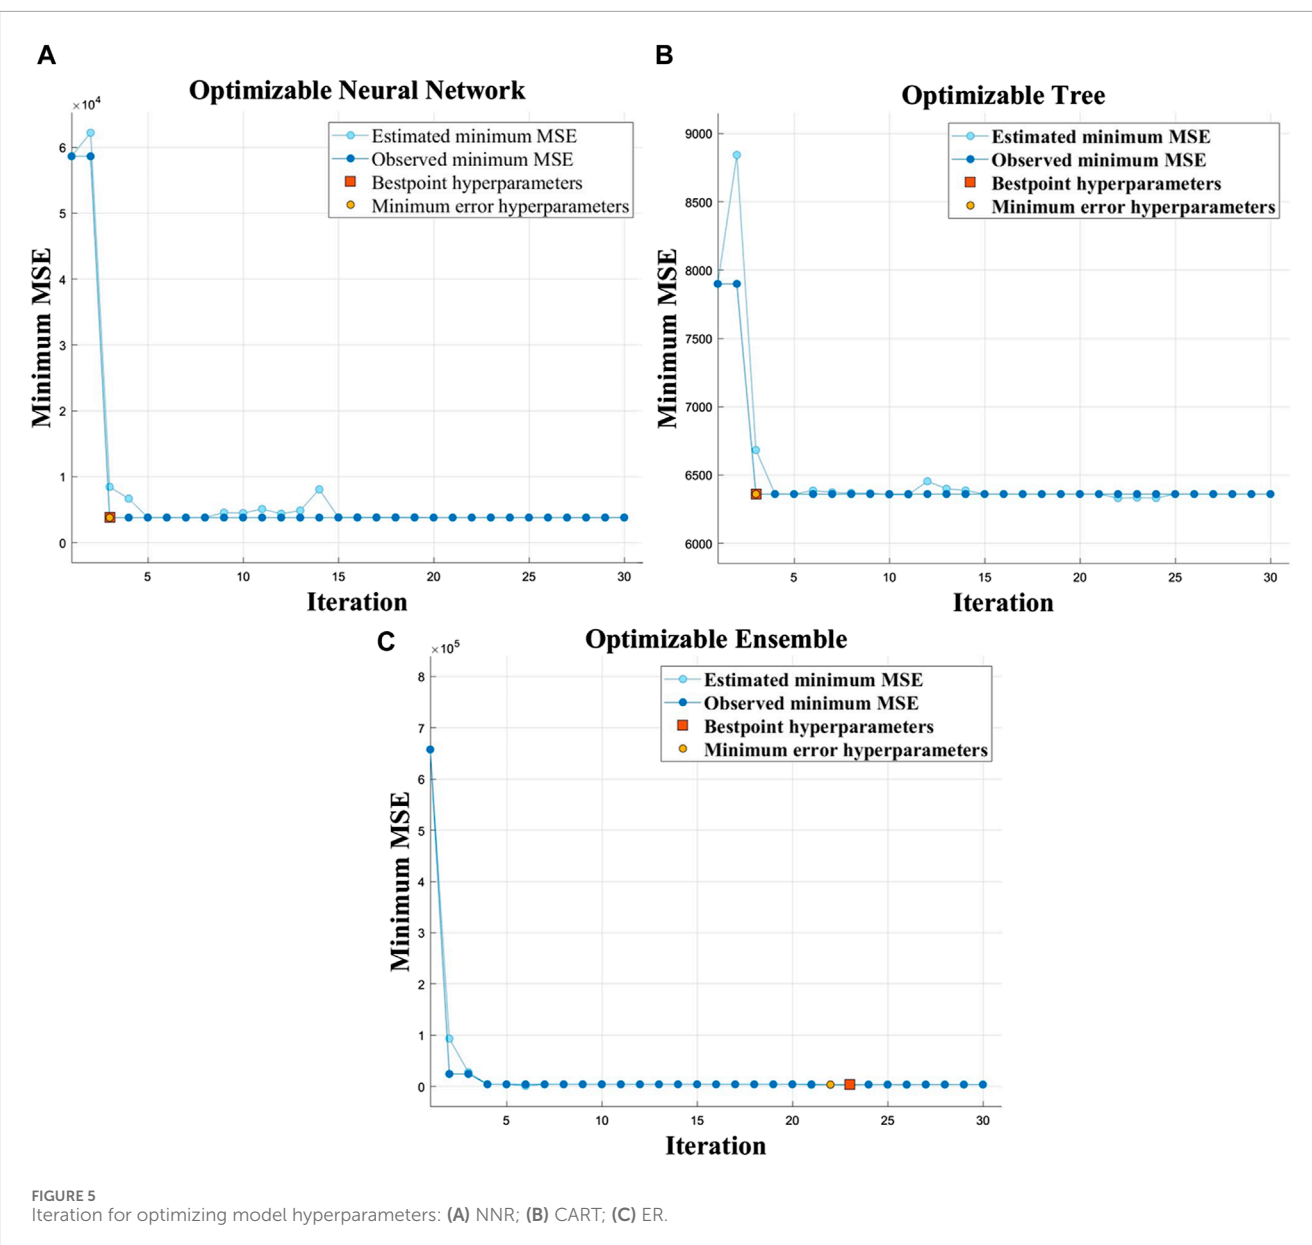 A
Optimizable Neural Network
×10⁴
Estimated minimum MSE
Observed minimum MSE
Bestpoint hyperparameters
Minimum error hyperparameters
6
5
4
3
2
1
0
Minimum MSE
5 10 15 20 25 30
Iteration
B
Optimizable Tree
Estimated minimum MSE
Observed minimum MSE
Bestpoint hyperparameters
Minimum error hyperparameters
9000
8500
8000
7500
7000
6500
6000
Minimum MSE
5 10 15 20 25 30
Iteration
C
Optimizable Ensemble
×10⁵
Estimated minimum MSE
Observed minimum MSE
Bestpoint hyperparameters
Minimum error hyperparameters
8
7
6
5
4
3
2
1
0
Minimum MSE
5 10 15 20 25 30
Iteration
FIGURE 5
Iteration for optimizing model hyperparameters: (A) NNR; (B) CART; (C) ER.